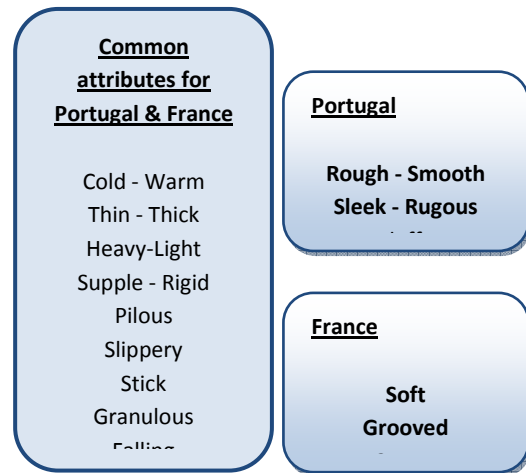 Common
attributes for
Portugal & France
Cold - Warm
Thin - Thick
Heavy-Light
Supple - Rigid
Pilous
Slippery
Stick
Granulous
Falling
Portugal
Rough - Smooth
Sleek - Rugous
France
Soft
Grooved